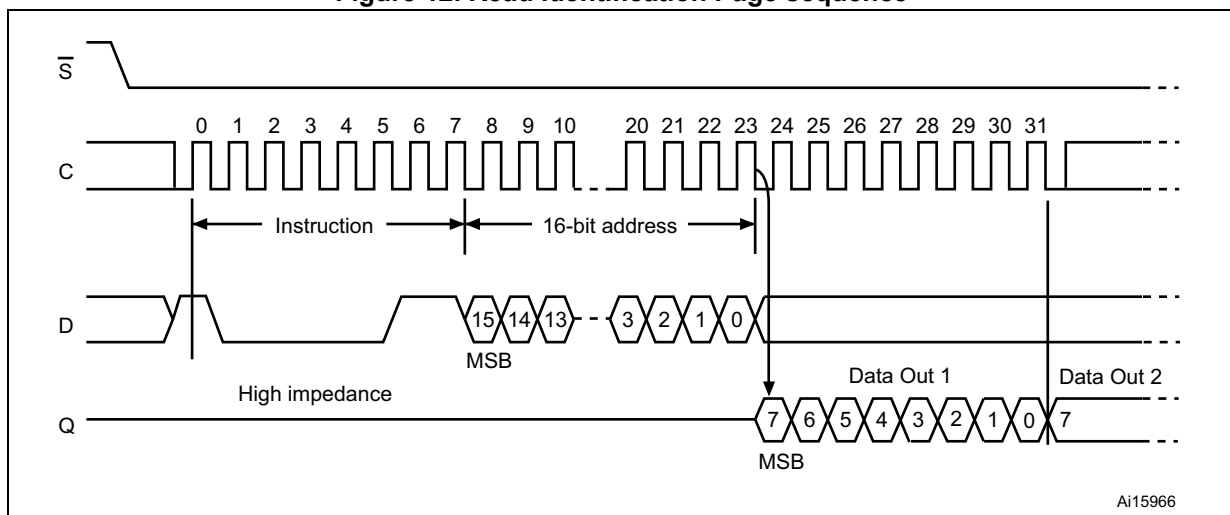 Figure 12. Read Identification Page sequence
S
0 1 2 3 4 5 6 7 8 9 10 20 21 22 23 24 25 26 27 28 29 30 31
C
Instruction 16-bit address
D
15 14 13 3 2 1 0
MSB
High impedance
Data Out 1 Data Out 2
Q
7 6 5 4 3 2 1 0 7
MSB
Ai15966